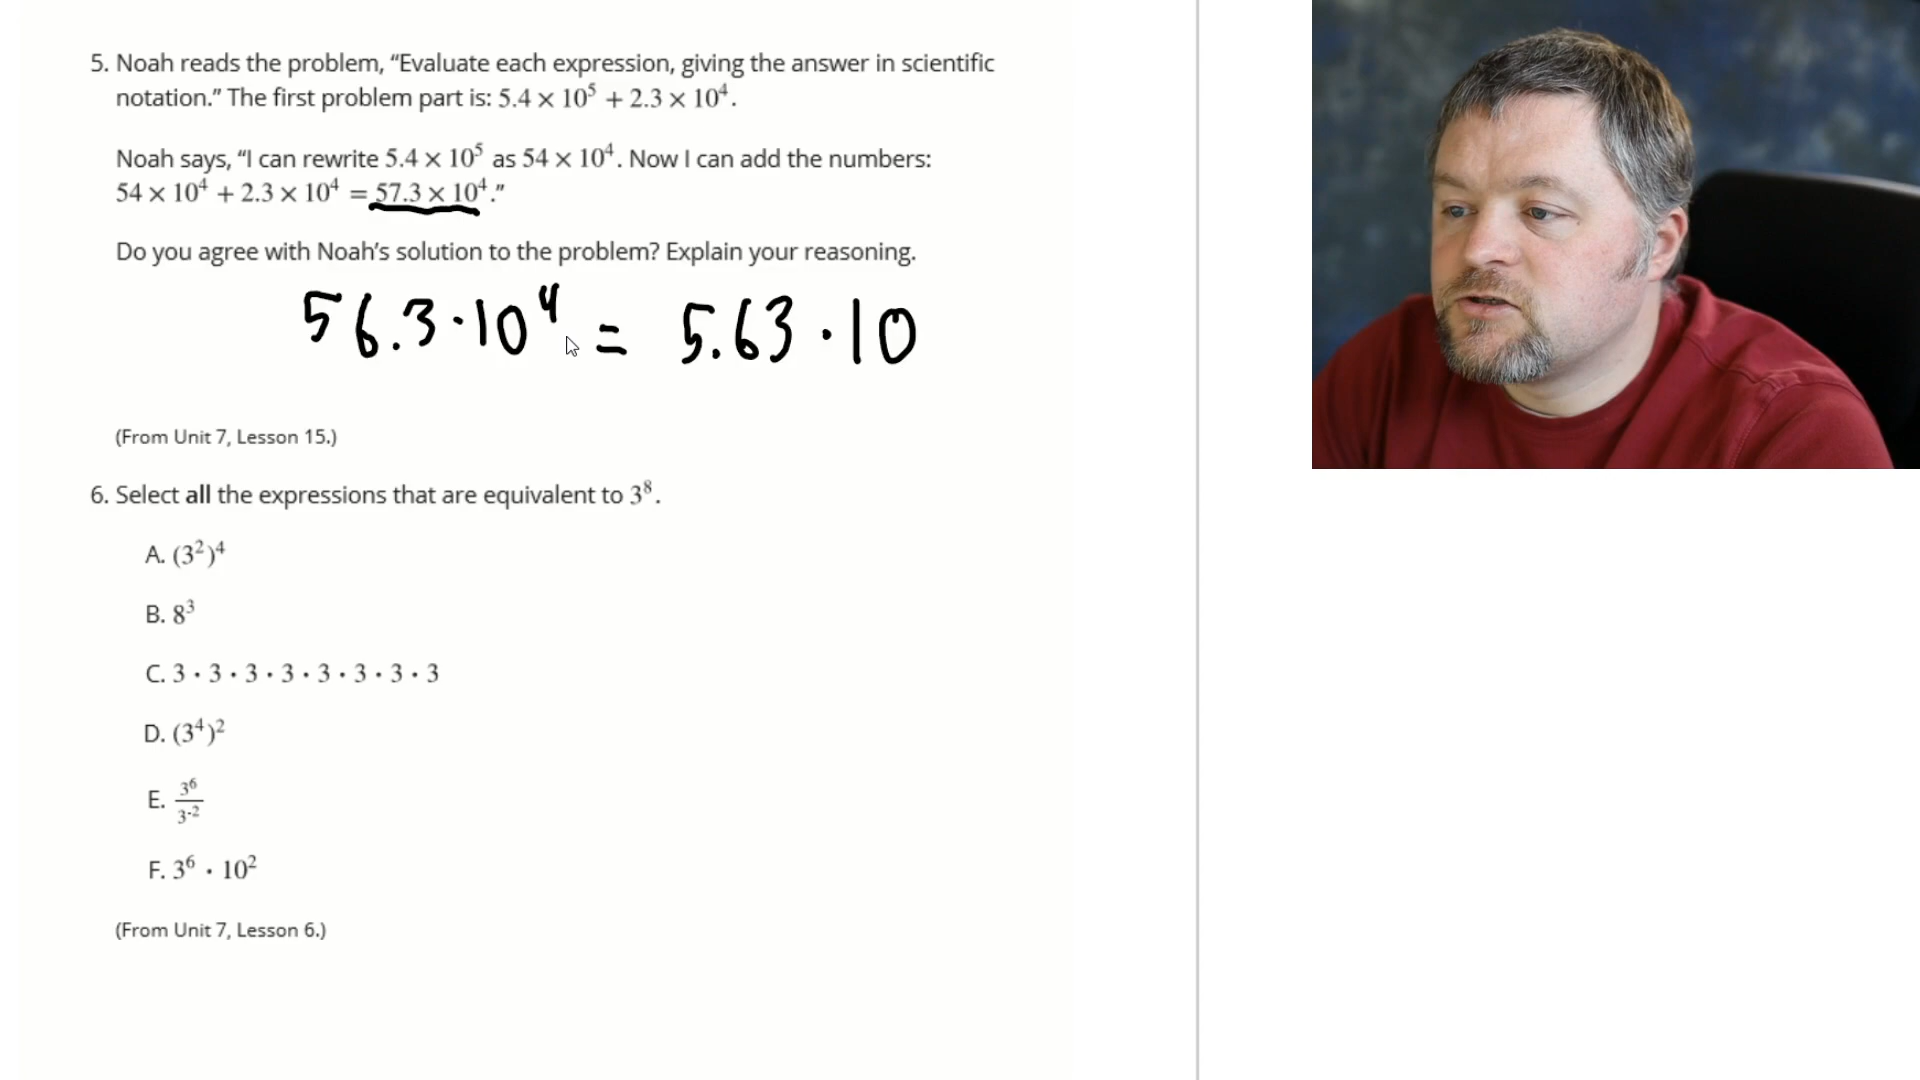 5. Noah reads the problem, “Evaluate each expression, giving the answer in scientific
notation.” The first problem part is: 5.4 × 10⁵ + 2.3 × 10⁴.
Noah says, “I can rewrite 5.4 × 10⁵ as 54 × 10⁴. Now I can add the numbers:
54 × 10⁴ + 2.3 × 10⁴ = 57.3 × 10⁴.”
Do you agree with Noah’s solution to the problem? Explain your reasoning.
56.3·10⁴ = 5.63·10
(From Unit 7, Lesson 15.)
6. Select all the expressions that are equivalent to 3⁸.
A. (3²)⁴
B. 8³
C. 3 · 3 · 3 · 3 · 3 · 3 · 3 · 3
D. (3⁴)²
E. 3⁶/3⁻²
F. 3⁶ · 10²
(From Unit 7, Lesson 6.)